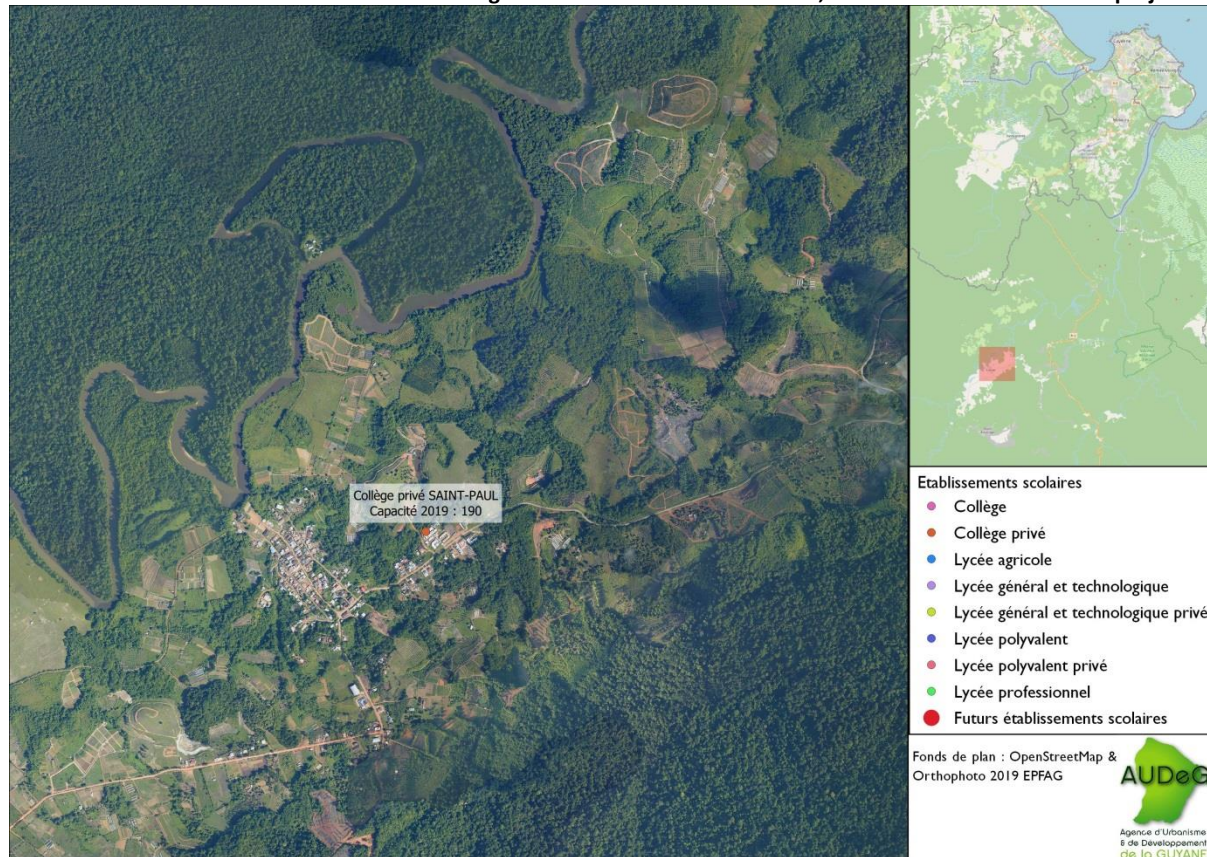 Collège privé SAINT-PAUL
Capacité 2019 : 190
Etablissements scolaires
Collège
Collège privé
Lycée agricole
Lycée général et technologique
Lycée général et technologique privé
Lycée polyvalent
Lycée polyvalent privé
Lycée professionnel
Futurs établissements scolaires
Fonds de plan : OpenStreetMap &
Orthophoto 2019 EPFAG
AUDeG
Agence d'Urbanisme
& de Développement
de la GUYANE